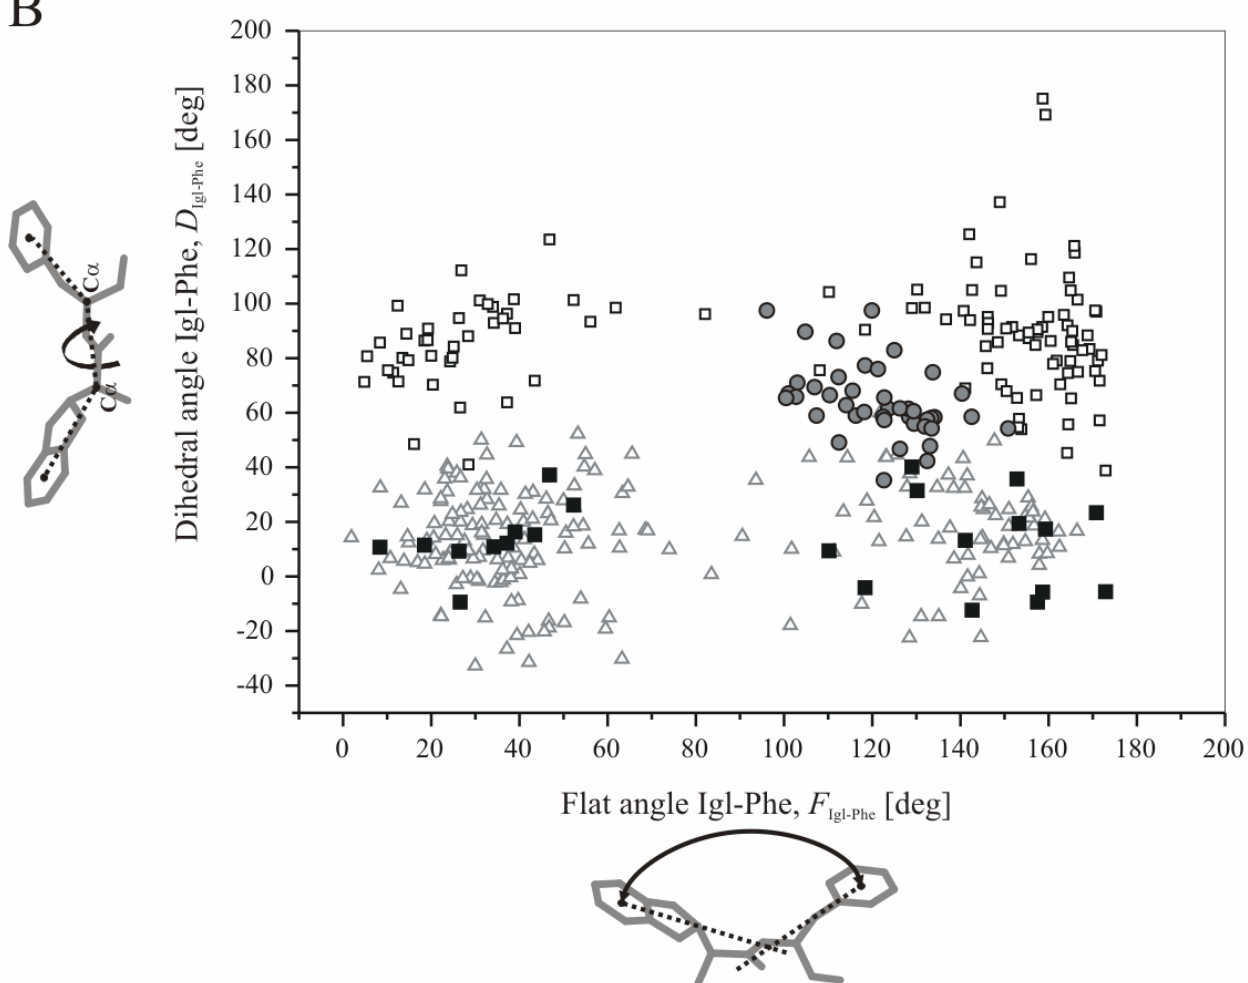 B
200
180
160
140
120
100
80
60
40
20
0
-20
-40
Dihedral angle Igl-Phe, D_Igl-Phe [deg]
Cα
Cα
0 20 40 60 80 100 120 140 160 180 200
Flat angle Igl-Phe, F_Igl-Phe [deg]